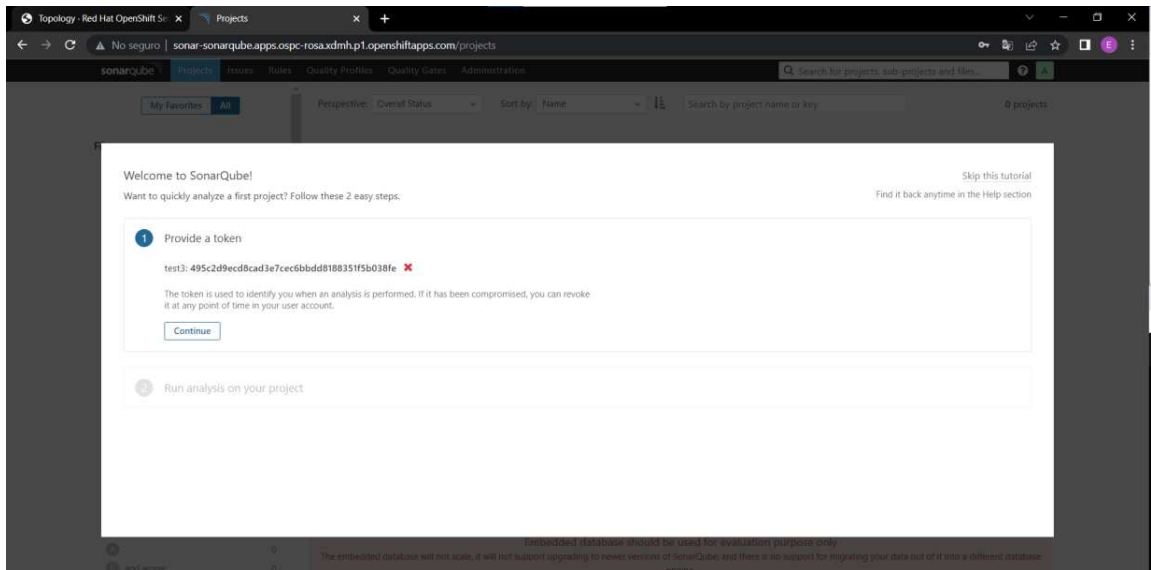 Topology - Red Hat OpenShift Se
Projects
No seguro | sonar-sonarqube.apps.ospc-rosa.xdmh.p1.openshiftapps.com/projects
E
sonarqube Projects Issues Rules Quality Profiles Quality Gates Administration
Search for projects, sub-projects and files...
A
My Favorites All
Perspective: Overall Status
Sort by: Name
Search by project name or key
0 projects
Welcome to SonarQube!
Skip this tutorial
Want to quickly analyze a first project? Follow these 2 easy steps.
Find it back anytime in the Help section
1 Provide a token
test3: 495c2d9ecd8cad3e7cec6bbdd8188351f5b038fe
The token is used to identify you when an analysis is performed. If it has been compromised, you can revoke
it at any point of time in your user account.
Continue
2 Run analysis on your project
Embedded database should be used for evaluation purpose only
0
The embedded database will not scale, it will not support upgrading to newer versions of SonarQube, and there is no support for migrating your data out of it into a different database